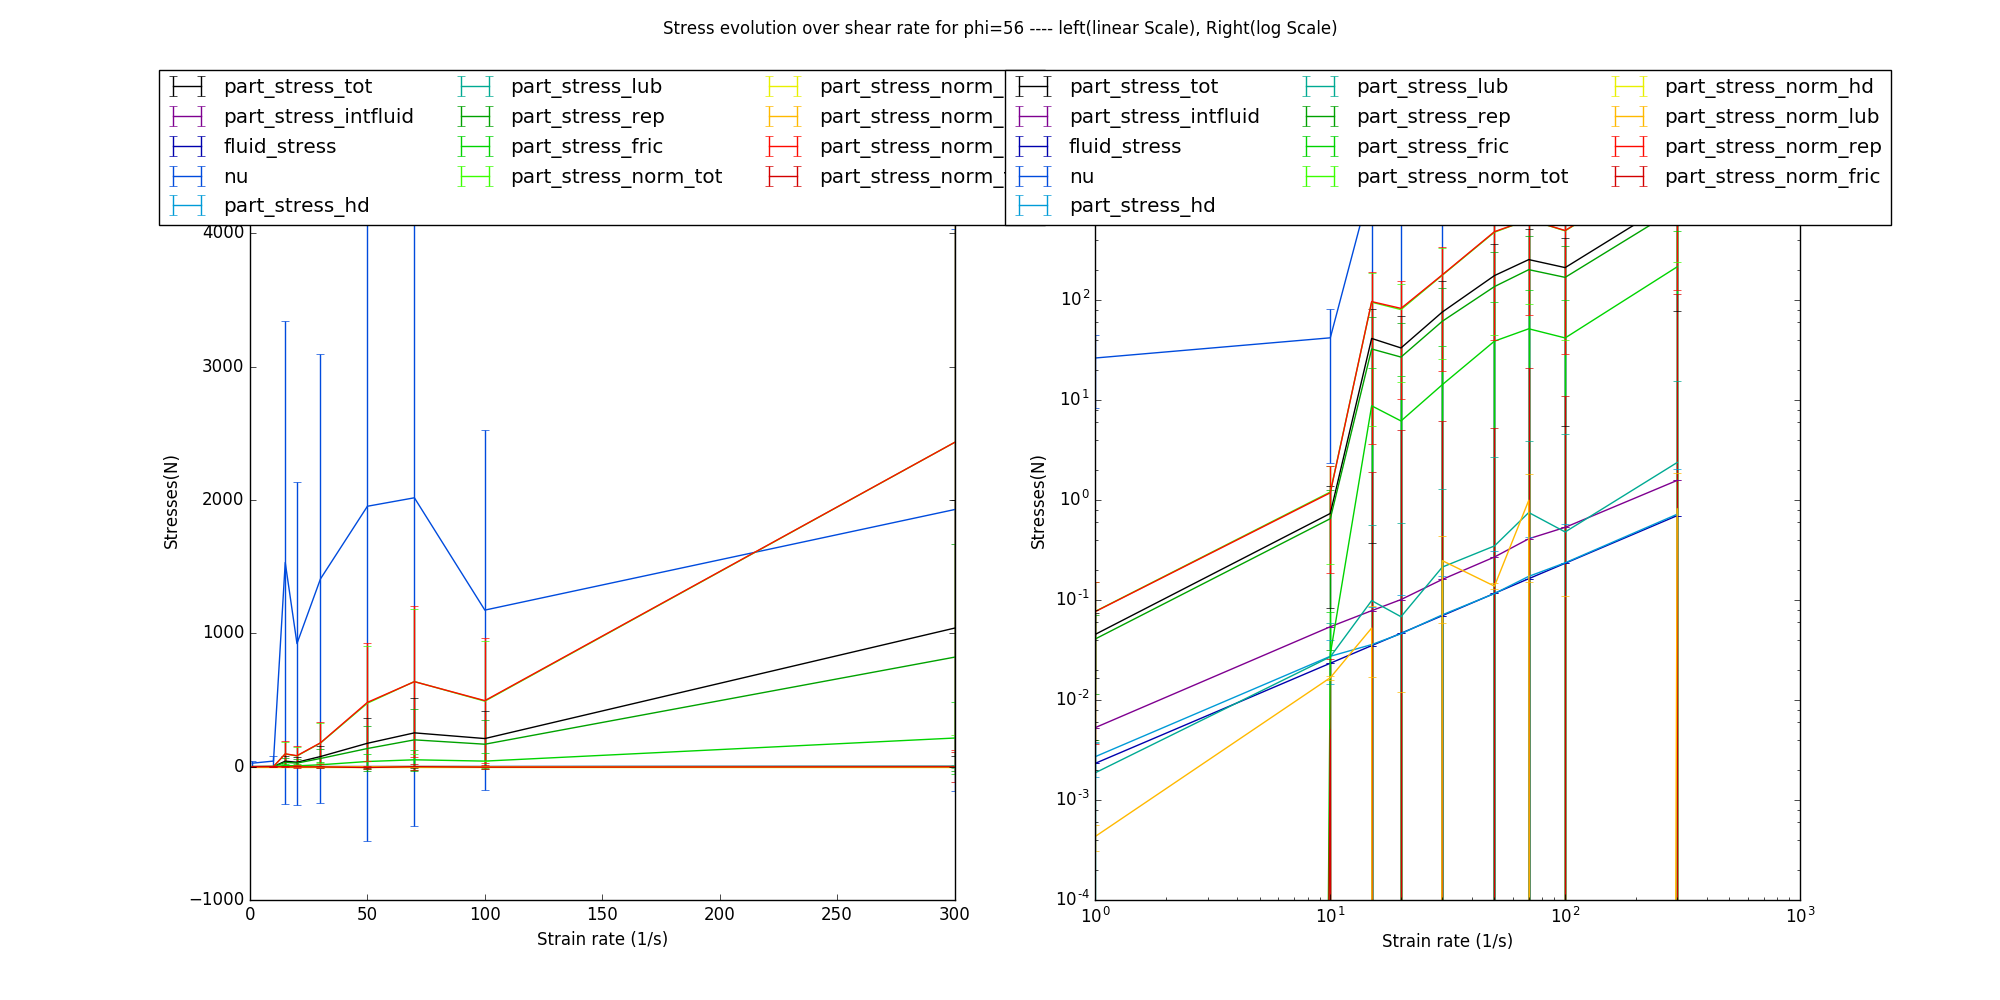 Stress evolution over shear rate for phi=56 ---- left(linear Scale), Right(log Scale)
part_stress_tot part_stress_lub part_stress_norm_
part_stress_intfluid part_stress_rep part_stress_norm_
fluid_stress part_stress_fric part_stress_norm_
nu part_stress_norm_tot part_stress_norm_
part_stress_hd
4000
3000
2000
1000
0
−1000
0 50 100 150 200 250 300
Strain rate (1/s)
Stresses(N)
part_stress_tot part_stress_lub part_stress_norm_hd
part_stress_intfluid part_stress_rep part_stress_norm_lub
fluid_stress part_stress_fric part_stress_norm_rep
nu part_stress_norm_tot part_stress_norm_fric
part_stress_hd
10^2
10^1
10^0
10^-1
10^-2
10^-3
10^-4
10^0 10^1 10^2 10^3
Strain rate (1/s)
Stresses(N)